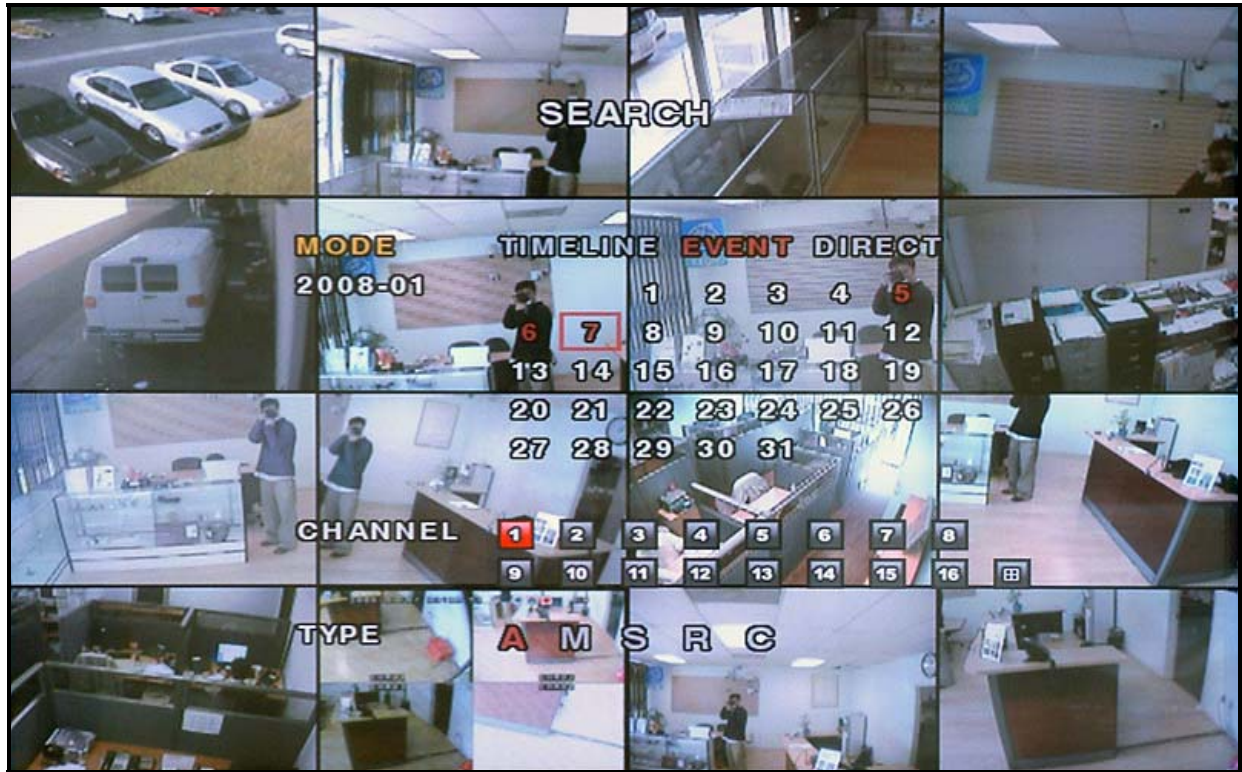 SEARCH
MODE TIMELINE EVENT DIRECT
2008-01
1 2 3 4 5
6 7 8 9 10 11 12
13 14 15 16 17 18 19
20 21 22 23 24 25 26
27 28 29 30 31
CHANNEL 1 2 3 4 5 6 7 8
9 10 11 12 13 14 15 16
TYPE A M S R C